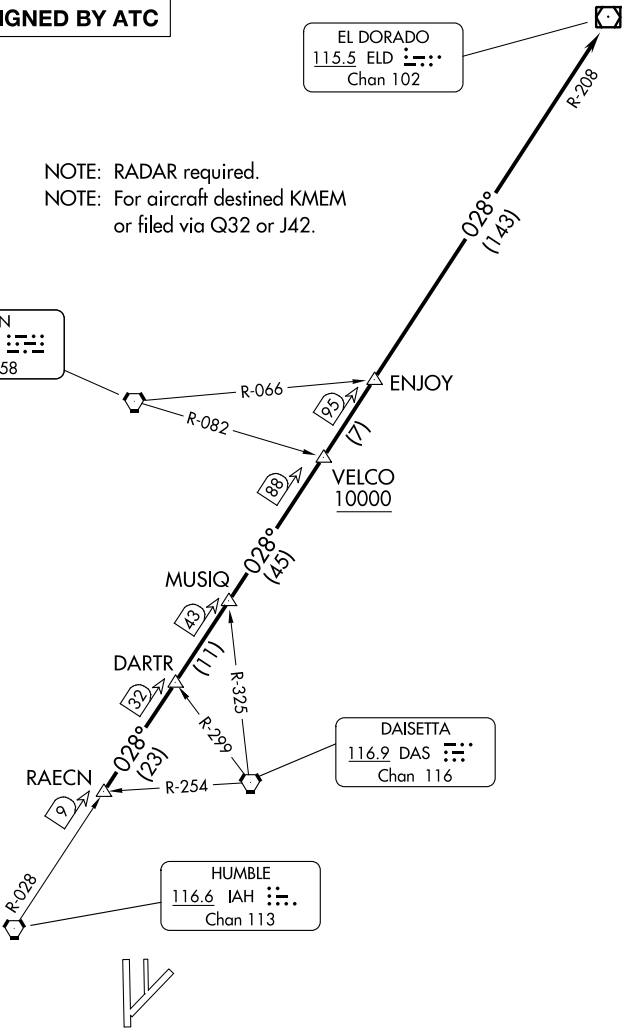 IGNED BY ATC
EL DORADO
115.5 ELD
Chan 102
R-208
NOTE: RADAR required.
NOTE: For aircraft destined KMEM
or filed via Q32 or J42.
028°
(143)
N
58
R-066
ENJOY
95
(7)
R-082
VELCO
10000
88
028°
(45)
MUSIQ
43
(11)
DARTR
32
R-325
R-299
028°
(23)
DAISETTA
116.9 DAS
Chan 116
RAECN
9
R-254
R-028
HUMBLE
116.6 IAH
Chan 113